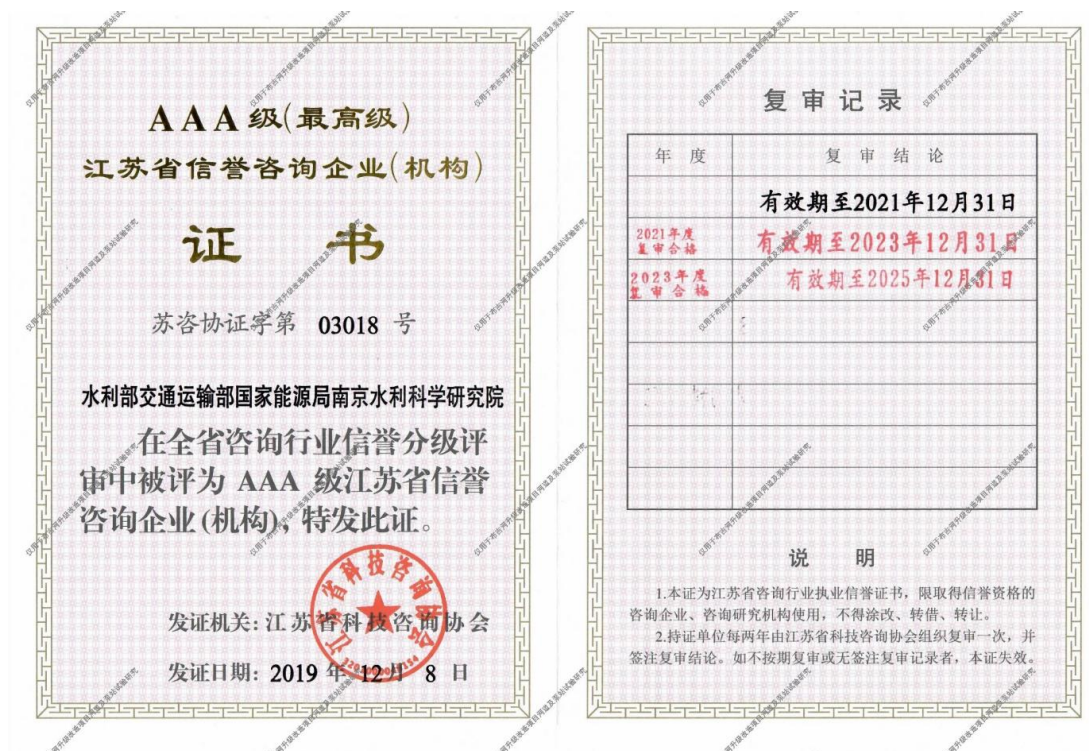 AAA级(最高级)
江苏省信誉咨询企业(机构)
证 书
苏咨协证字第 03018 号
水利部交通运输部国家能源局南京水利科学研究院
在全省咨询行业信誉分级评
审中被评为 AAA 级江苏省信誉
咨询企业(机构)，特发此证。
江苏省科技咨询协会
发证机关：江苏省科技咨询协会
发证日期：2019 年 12 月 8 日
复审记录
年 度 复 审 结 论
有效期至2021年12月31日
2021年度
复审合格
有效期至2023年12月31日
2023年度
复审合格
有效期至2025年12月31日
说 明
1.本证为江苏省咨询行业执业信誉证书，限取得信誉资格的
咨询企业、咨询研究机构使用，不得涂改、转借、转让。
2.持证单位每两年由江苏省科技咨询协会组织复审一次，并
签注复审结论。如不按期复审或无签注复审记录者，本证失效。